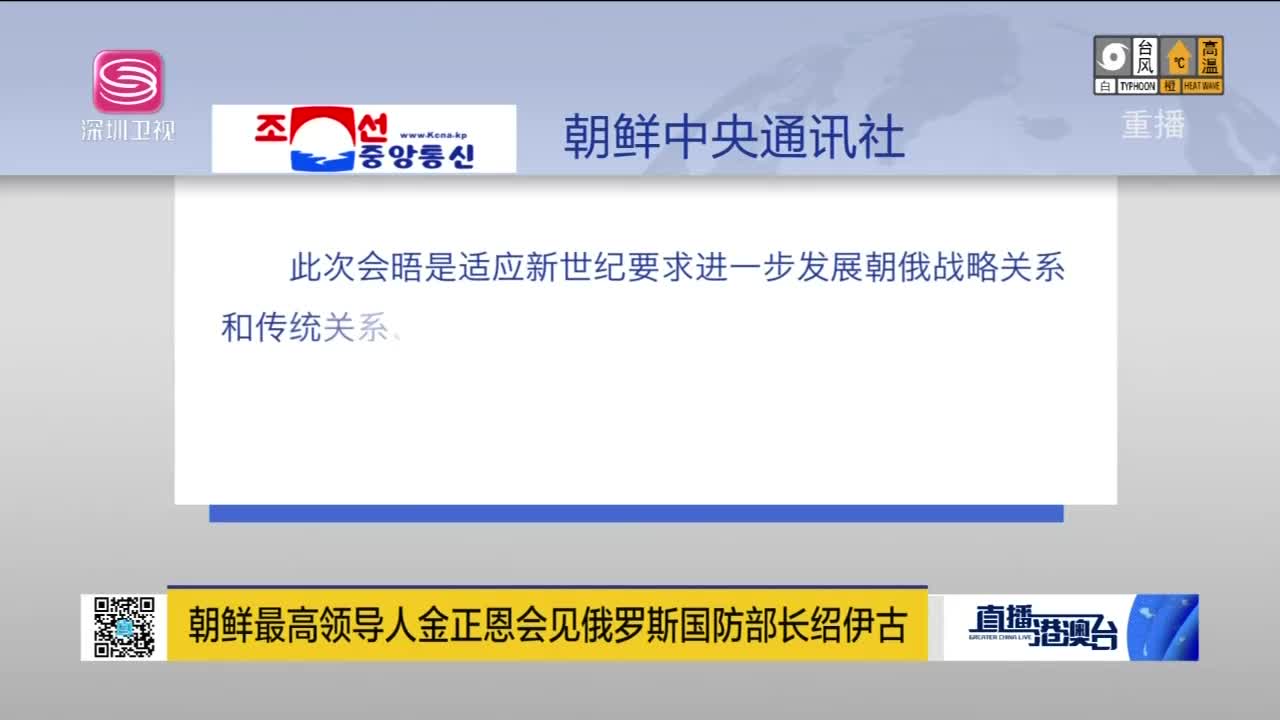 深圳卫视
조선
www.Kcna.kp
중앙통신
朝鲜中央通讯社
台风
高温
℃
白 TYPHOON
橙 HEAT WAVE
重播
此次会晤是适应新世纪要求进一步发展朝俄战略关系
和传统关系、
朝鲜最高领导人金正恩会见俄罗斯国防部长绍伊古
直播港澳台
GREATER CHINA LIVE